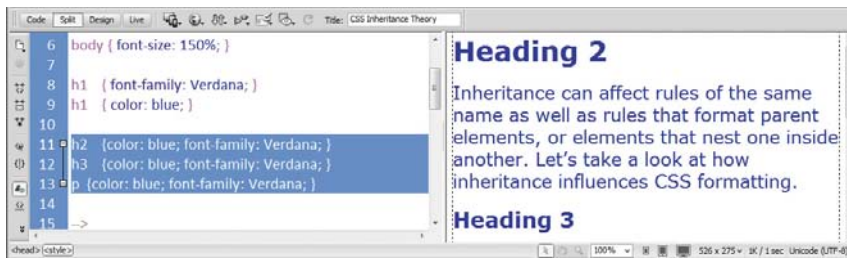 Code Split Design Live Title: CSS Inheritance Theory
6 body { font-size: 150%; }
7
8 h1 { font-family: Verdana; }
9 h1 { color: blue; }
10
11 h2 {color: blue; font-family: Verdana; }
12 h3 {color: blue; font-family: Verdana; }
13 p {color: blue; font-family: Verdana; }
14
15 -->
Heading 2
Inheritance can affect rules of the same
name as well as rules that format parent
elements, or elements that nest one inside
another. Let's take a look at how
inheritance influences CSS formatting.
Heading 3
<head> <style> 100% 526 x 275 1K / 1 sec Unicode (UTF-8)